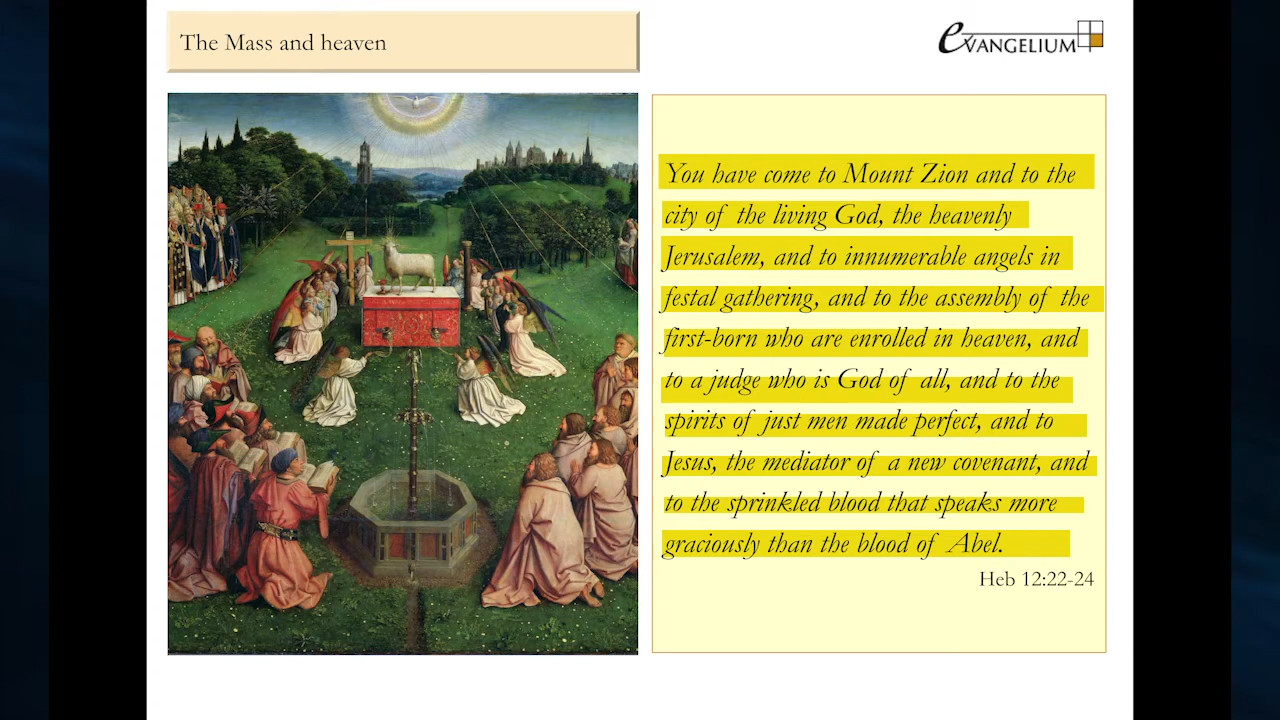 The Mass and heaven
eVANGELIUM
You have come to Mount Zion and to the
city of the living God, the heavenly
Jerusalem, and to innumerable angels in
festal gathering, and to the assembly of the
first-born who are enrolled in heaven, and
to a judge who is God of all, and to the
spirits of just men made perfect, and to
Jesus, the mediator of a new covenant, and
to the sprinkled blood that speaks more
graciously than the blood of Abel.
Heb 12:22-24